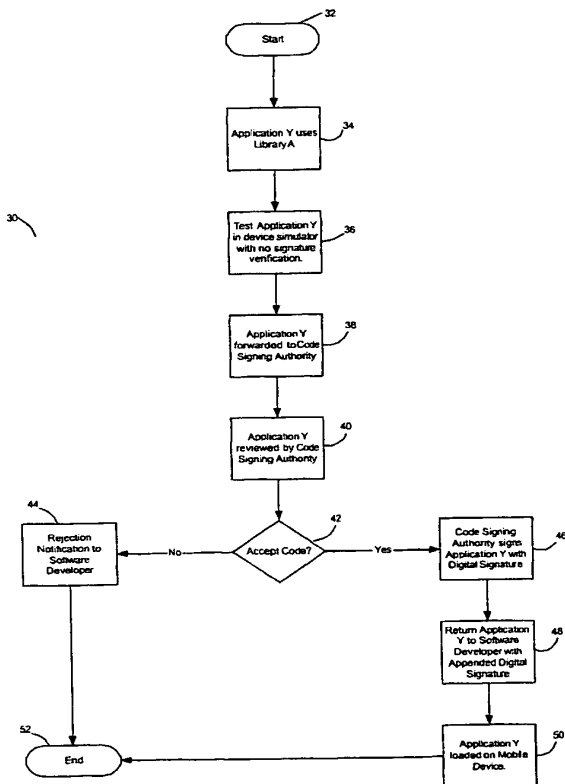 32
Start
Application Y uses
Library A
34
30
Test Application Y
in device simulator
with no signature
verification.
36
Application Y
forwarded to Code
Signing Authority
38
Application Y
reviewed by Code
Signing Authority
40
44
Rejection
Notification to
Software
Developer
No
42
Accept Code?
Yes
Code Signing
Authority signs
Application Y with
Digital Signature
46
Return Application
Y to Software
Developer with
Appended Digital
Signature
48
52
End
Application Y
loaded on Mobile
Device.
50